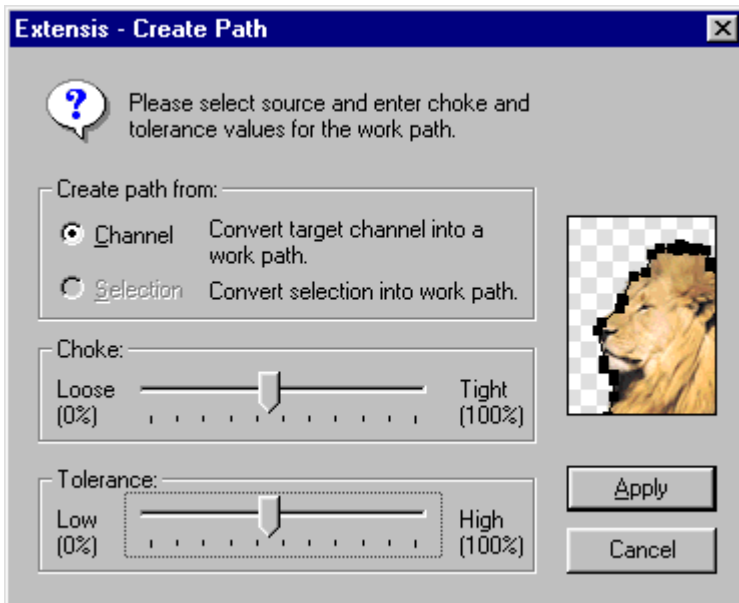 Extensis - Create Path
Please select source and enter choke and
tolerance values for the work path.
Create path from:
Channel
Convert target channel into a
work path.
Selection
Convert selection into work path.
Choke:
Loose
(0%)
Tight
(100%)
Tolerance:
Low
(0%)
High
(100%)
Apply
Cancel